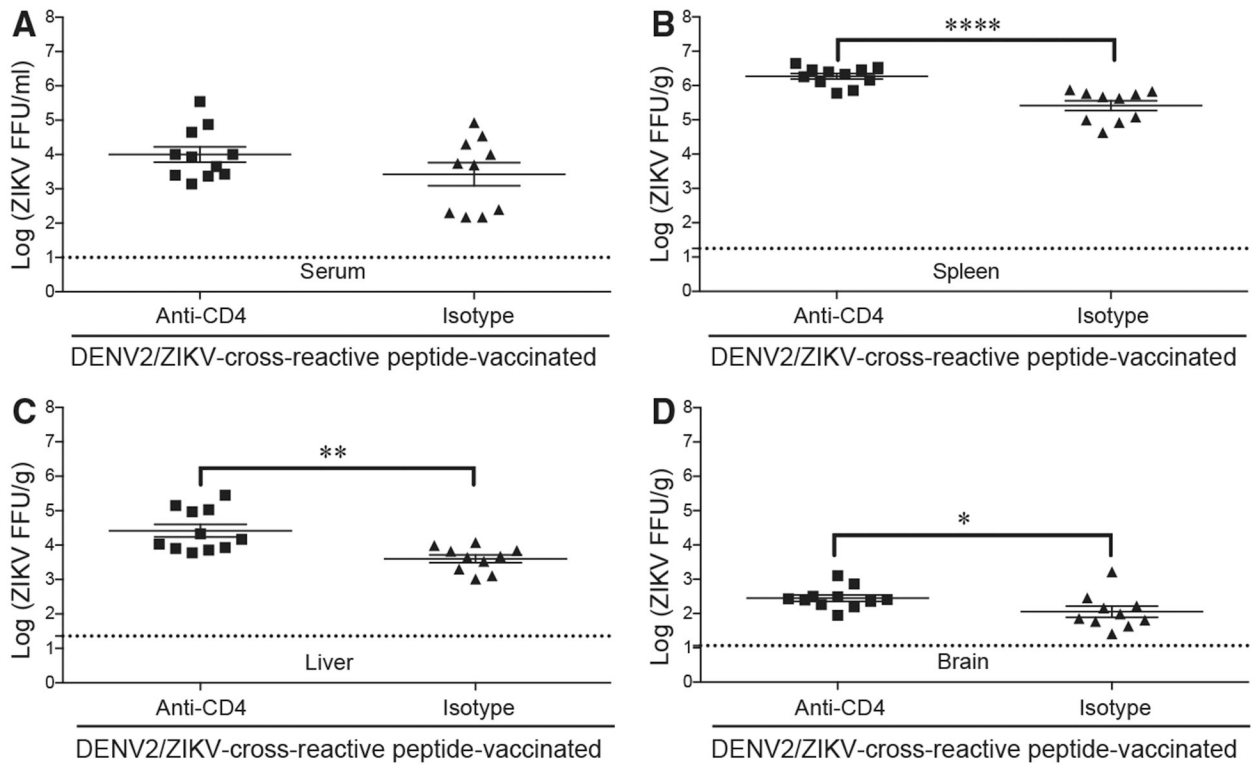 A
8
7
6
5
4
3
2
1
0
Log (ZIKV FFU/ml)
Serum
Anti-CD4 Isotype
DENV2/ZIKV-cross-reactive peptide-vaccinated
B
8
7
6
5
4
3
2
1
0
Log (ZIKV FFU/g)
****
Spleen
Anti-CD4 Isotype
DENV2/ZIKV-cross-reactive peptide-vaccinated
C
8
7
6
5
4
3
2
1
0
Log (ZIKV FFU/g)
**
Liver
Anti-CD4 Isotype
DENV2/ZIKV-cross-reactive peptide-vaccinated
D
8
7
6
5
4
3
2
1
0
Log (ZIKV FFU/g)
*
Brain
Anti-CD4 Isotype
DENV2/ZIKV-cross-reactive peptide-vaccinated